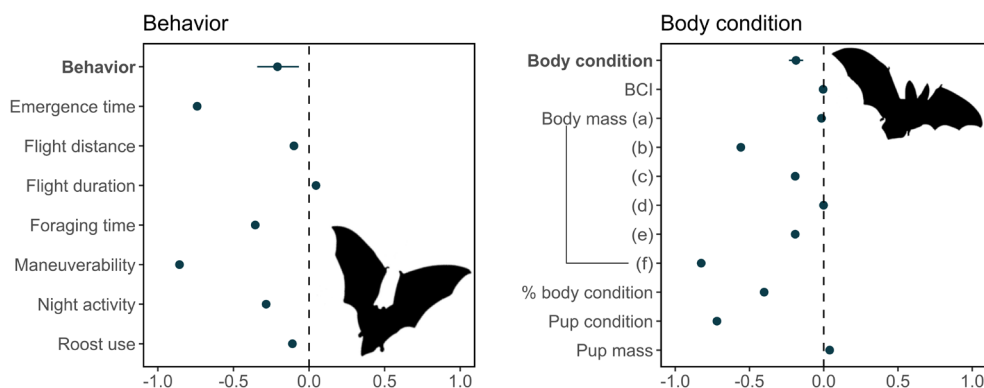 Behavior
Behavior
Emergence time
Flight distance
Flight duration
Foraging time
Maneuverability
Night activity
Roost use
-1.0 -0.5 0.0 0.5 1.0
Body condition
Body condition
BCI
Body mass (a)
(b)
(c)
(d)
(e)
(f)
% body condition
Pup condition
Pup mass
-1.0 -0.5 0.0 0.5 1.0